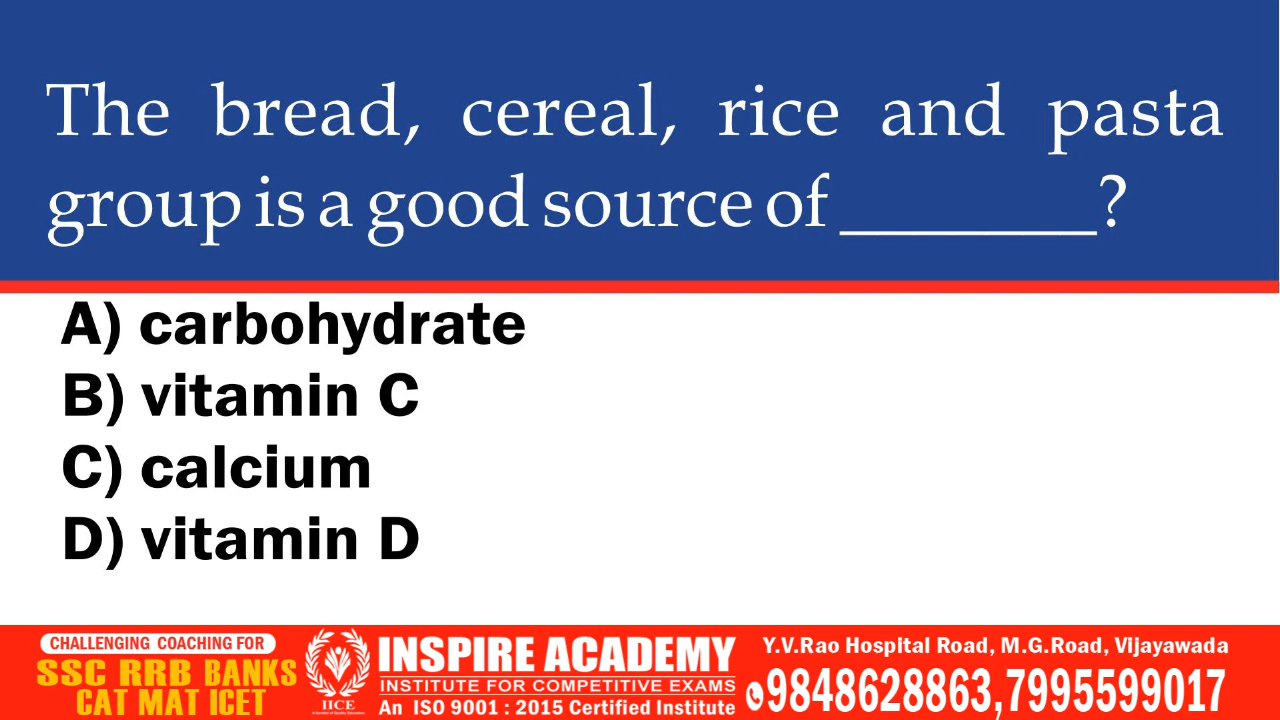 The bread, cereal, rice and pasta
group is a good source of ________?
A) carbohydrate
B) vitamin C
C) calcium
D) vitamin D
CHALLENGING COACHING FOR
SSC RRB BANKS
CAT MAT ICET
IICE
INSPIRE ACADEMY
INSTITUTE FOR COMPETITIVE EXAMS
An ISO 9001 : 2015 Certified Institute
Y.V.Rao Hospital Road, M.G.Road, Vijayawada
9848628863,7995599017